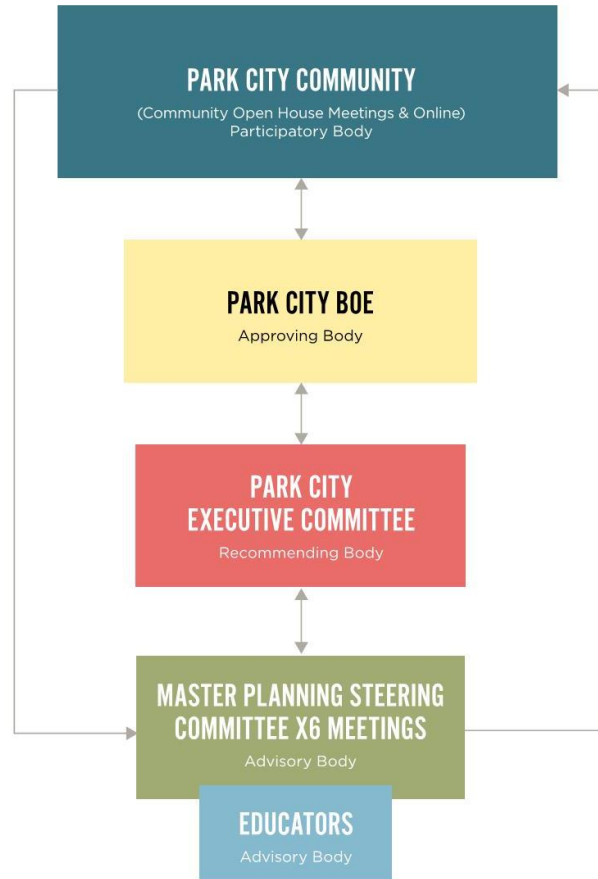 PARK CITY COMMUNITY
(Community Open House Meetings & Online)
Participatory Body
PARK CITY BOE
Approving Body
PARK CITY
EXECUTIVE COMMITTEE
Recommending Body
MASTER PLANNING STEERING
COMMITTEE X6 MEETINGS
Advisory Body
EDUCATORS
Advisory Body